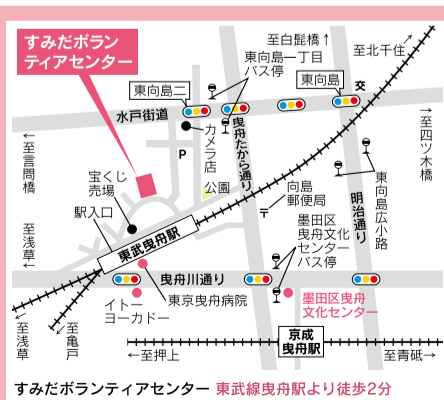 すみだボラン
ティアセンター
至白髭橋↑
至北千住→
東向島一丁目
バス停
東向島二
東向島
交
水戸街道
←至言問橋
至四ツ木橋→
カメラ店
P
曳舟たから通り
宝くじ
売場
公園
向島
郵便局
〒
明治通り
東向島広小路
駅入口
至浅草←
東武曳舟駅
墨田区
曳舟文化
センター
バス停
曳舟川通り
イトー
ヨーカドー
東京曳舟病院
墨田区曳舟
文化センター
至浅草←
至亀戸←
京成
曳舟駅
←至押上
至青砥→
すみだボランティアセンター 東武線曳舟駅より徒歩2分